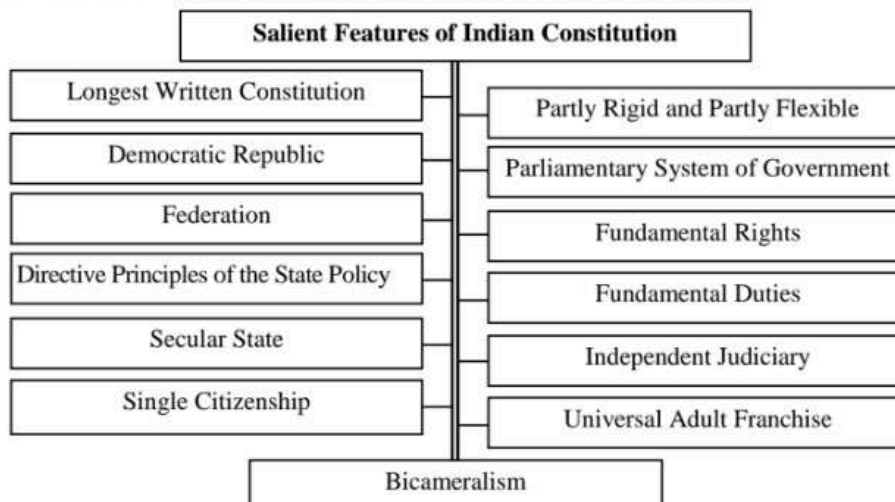 Salient Features of Indian Constitution
Longest Written Constitution
Democratic Republic
Federation
Directive Principles of the State Policy
Secular State
Single Citizenship
Partly Rigid and Partly Flexible
Parliamentary System of Government
Fundamental Rights
Fundamental Duties
Independent Judiciary
Universal Adult Franchise
Bicameralism